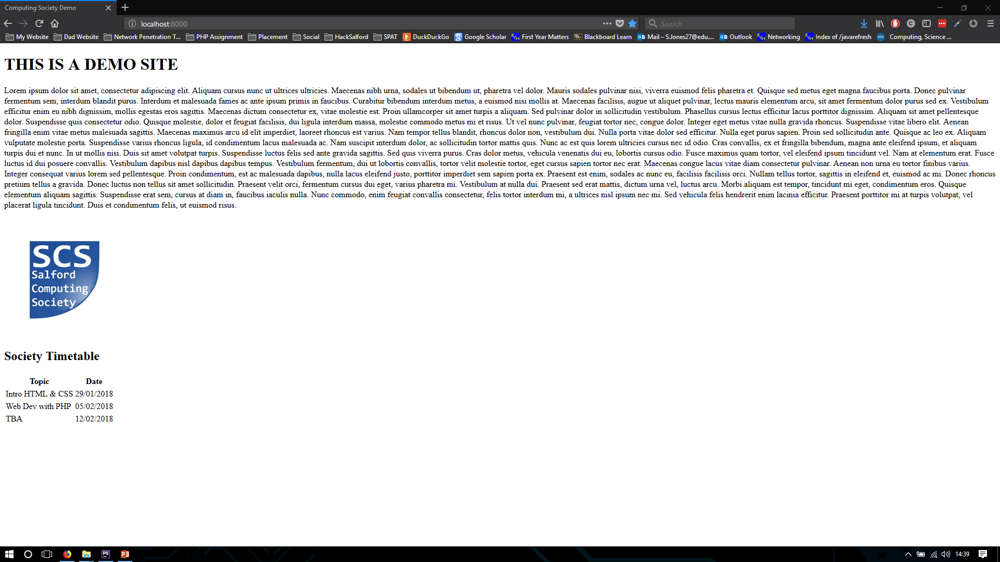 Computing Society Demo
localhost:8000
Search
My Website Dad Website Network Penetration T... PHP Assignment Placement Social HackSalford SPAT DuckDuckGo Google Scholar First Year Matters Bb Blackboard Learn Mail – SJones27@edu.... Outlook Networking Index of /javarefresh Computing, Science ...
THIS IS A DEMO SITE
Lorem ipsum dolor sit amet, consectetur adipiscing elit. Aliquam cursus nunc ut ultrices ultricies. Maecenas nibh urna, sodales ut bibendum ut, pharetra vel dolor. Mauris sodales pulvinar nisi, viverra euismod felis pharetra et. Quisque sed metus eget magna faucibus porta. Donec pulvinar
fermentum sem, interdum blandit purus. Interdum et malesuada fames ac ante ipsum primis in faucibus. Curabitur bibendum interdum metus, a euismod nisi mollis at. Maecenas facilisis, augue ut aliquet pulvinar, lectus mauris elementum arcu, sit amet fermentum dolor purus sed ex. Vestibulum
efficitur enim eu nibh dignissim, mollis egestas eros sagittis. Maecenas dictum consectetur ex, vitae molestie est. Proin ullamcorper sit amet turpis a aliquam. Sed pulvinar dolor in sollicitudin vestibulum. Phasellus cursus lectus efficitur lacus porttitor dignissim. Aliquam sit amet pellentesque
dolor. Suspendisse quis consectetur odio. Quisque molestie, dolor et feugiat facilisis, dui ligula interdum massa, molestie commodo metus mi et risus. Ut vel nunc pulvinar, feugiat tortor nec, congue dolor. Integer eget metus vitae nulla gravida rhoncus. Suspendisse vitae libero elit. Aenean
fringilla enim vitae metus malesuada sagittis. Maecenas maximus arcu id elit imperdiet, laoreet rhoncus est varius. Nam tempor tellus blandit, rhoncus dolor non, vestibulum dui. Nulla porta vitae dolor sed efficitur. Nulla eget purus sapien. Proin sed sollicitudin ante. Quisque ac leo ex. Aliquam
vulputate molestie porta. Suspendisse varius rhoncus ligula, id condimentum lacus malesuada ac. Nam suscipit interdum dolor, ac sollicitudin tortor mattis quis. Nunc ac est quis lorem ultricies cursus nec id odio. Cras convallis, ex et fringilla bibendum, magna ante eleifend ipsum, et aliquam
turpis dui et nunc. In ut mollis nisi. Duis sit amet volutpat turpis. Suspendisse luctus felis sed ante gravida sagittis. Sed quis viverra purus. Cras dolor metus, vehicula venenatis dui eu, lobortis cursus odio. Fusce maximus quam tortor, vel eleifend ipsum tincidunt vel. Nam at elementum erat. Fusce
luctus id dui posuere convallis. Vestibulum dapibus nisl dapibus dapibus tempus. Vestibulum fermentum, dui ut lobortis convallis, tortor velit molestie tortor, eget cursus sapien tortor nec erat. Maecenas congue lacus vitae diam consectetur pulvinar. Aenean non urna eu tortor finibus varius.
Integer consequat varius lorem sed pellentesque. Proin condimentum, est ac malesuada dapibus, nulla lacus eleifend justo, porttitor imperdiet sem sapien porta ex. Praesent est enim, sodales ac nunc eu, facilisis facilisis orci. Nullam tellus tortor, sagittis in eleifend et, euismod ac mi. Donec rhoncus
pretium tellus a gravida. Donec luctus non tellus sit amet sollicitudin. Praesent velit orci, fermentum cursus dui eget, varius pharetra mi. Vestibulum at nulla dui. Praesent sed erat mattis, dictum urna vel, luctus arcu. Morbi aliquam est tempor, tincidunt mi eget, condimentum eros. Quisque
elementum aliquam sagittis. Suspendisse erat sem, cursus at diam in, faucibus iaculis nulla. Nunc commodo, enim feugiat convallis consectetur, felis tortor interdum mi, a ultrices nisl ipsum nec mi. Sed vehicula felis hendrerit enim lacinia efficitur. Praesent porttitor mi at turpis volutpat, vel
placerat ligula tincidunt. Duis et condimentum felis, ut euismod risus.
SCS
Salford
Computing
Society
Society Timetable
Topic Date
Intro HTML & CSS 29/01/2018
Web Dev with PHP 05/02/2018
TBA 12/02/2018
14:39